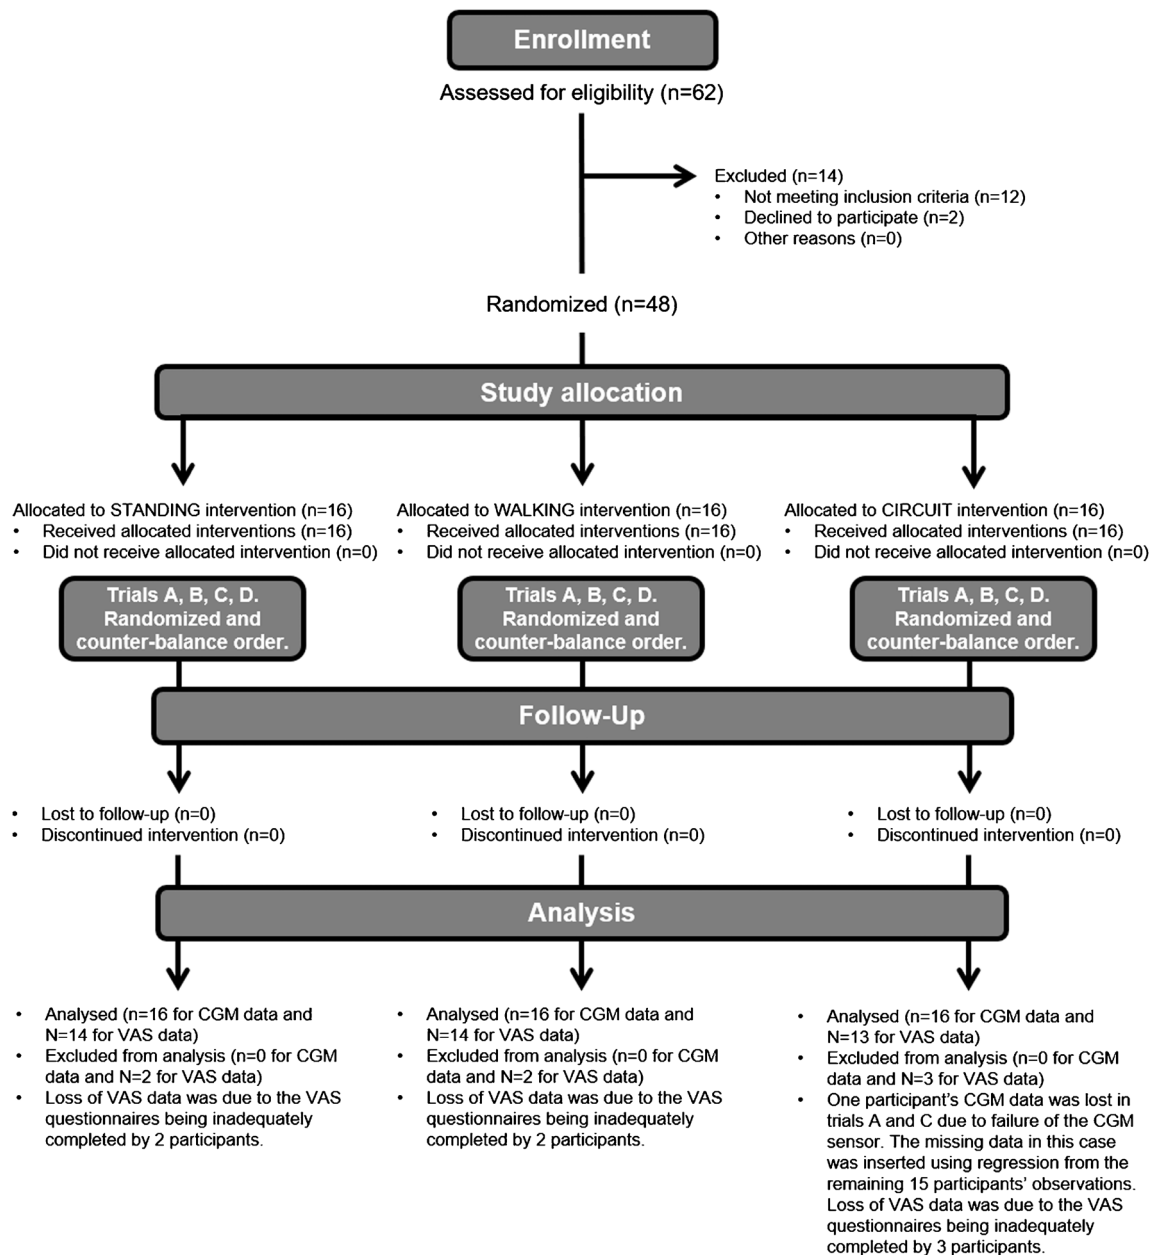 Enrollment
Assessed for eligibility (n=62)
Excluded (n=14)
• Not meeting inclusion criteria (n=12)
• Declined to participate (n=2)
• Other reasons (n=0)
Randomized (n=48)
Study allocation
Allocated to STANDING intervention (n=16)
• Received allocated interventions (n=16)
• Did not receive allocated intervention (n=0)
Allocated to WALKING intervention (n=16)
• Received allocated interventions (n=16)
• Did not receive allocated intervention (n=0)
Allocated to CIRCUIT intervention (n=16)
• Received allocated interventions (n=16)
• Did not receive allocated intervention (n=0)
Trials A, B, C, D.
Randomized and
counter-balance order.
Trials A, B, C, D.
Randomized and
counter-balance order.
Trials A, B, C, D.
Randomized and
counter-balance order.
Follow-Up
• Lost to follow-up (n=0)
• Discontinued intervention (n=0)
• Lost to follow-up (n=0)
• Discontinued intervention (n=0)
• Lost to follow-up (n=0)
• Discontinued intervention (n=0)
Analysis
• Analysed (n=16 for CGM data and
N=14 for VAS data)
• Excluded from analysis (n=0 for CGM
data and N=2 for VAS data)
• Loss of VAS data was due to the VAS
questionnaires being inadequately
completed by 2 participants.
• Analysed (n=16 for CGM data and
N=14 for VAS data)
• Excluded from analysis (n=0 for CGM
data and N=2 for VAS data)
• Loss of VAS data was due to the VAS
questionnaires being inadequately
completed by 2 participants.
• Analysed (n=16 for CGM data and
N=13 for VAS data)
• Excluded from analysis (n=0 for CGM
data and N=3 for VAS data)
• One participant's CGM data was lost in
trials A and C due to failure of the CGM
sensor. The missing data in this case
was inserted using regression from the
remaining 15 participants' observations.
Loss of VAS data was due to the VAS
questionnaires being inadequately
completed by 3 participants.